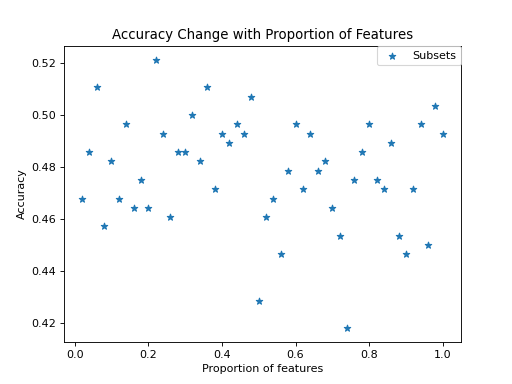 Accuracy Change with Proportion of Features
Subsets
0.52
0.50
0.48
0.46
0.44
0.42
Accuracy
0.0 0.2 0.4 0.6 0.8 1.0
Proportion of features